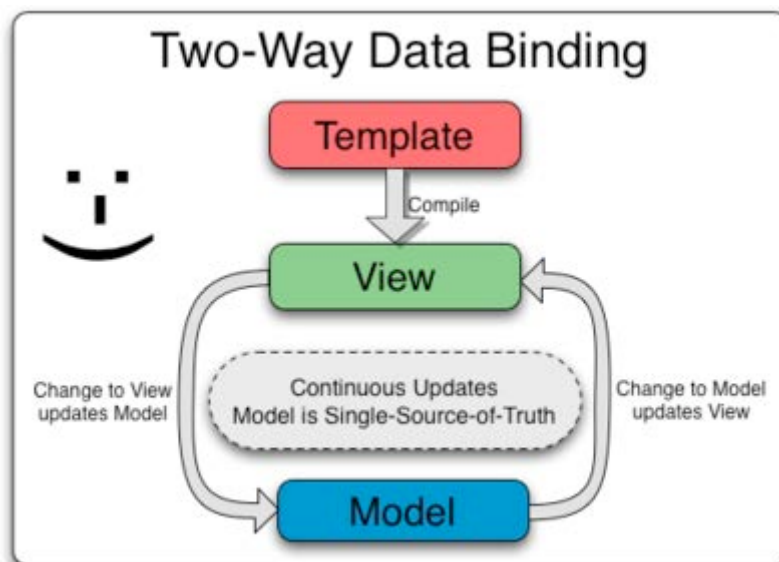 Two-Way Data Binding
Template
Compile
View
Change to View
updates Model
Continuous Updates
Model is Single-Source-of-Truth
Change to Model
updates View
Model